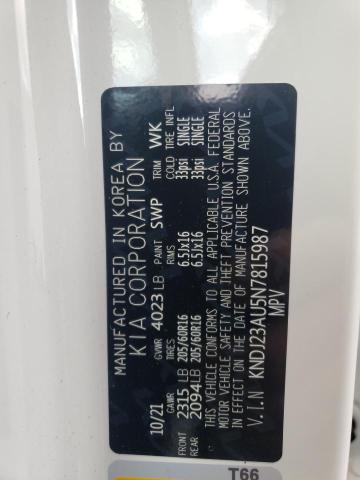 MANUFACTURED IN KOREA BY
KIA CORPORATION
10/21 GVWR 4023 LB PAINT SWP TRIM WK
GAWR TIRES RIMS COLD TIRE INFL
FRONT 2315 LB 205/60R16 6.5Jx16 33psi SINGLE
REAR 2094 LB 205/60R16 6.5Jx16 33psi SINGLE
THIS VEHICLE CONFORMS TO ALL APPLICABLE U.S.A. FEDERAL
MOTOR VEHICLE SAFETY AND THEFT PREVENTION STANDARDS
IN EFFECT ON THE DATE OF MANUFACTURE SHOWN ABOVE.
V.I.N KNDJ23AU5N7815987
MPV
T66